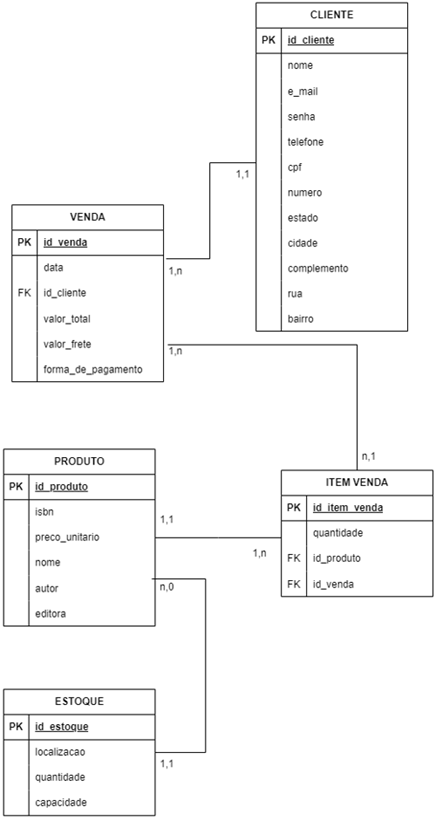 CLIENTE
PK id_cliente
nome
e_mail
senha
telefone
cpf
numero
estado
cidade
complemento
rua
bairro
1,1
1,n
VENDA
PK id_venda
data
FK id_cliente
valor_total
valor_frete
forma_de_pagamento
1,n
n,1
PRODUTO
PK id_produto
isbn
preco_unitario
nome
autor
editora
1,1
1,n
n,0
ITEM VENDA
PK id_item_venda
quantidade
FK id_produto
FK id_venda
ESTOQUE
PK id_estoque
localizacao
quantidade
capacidade
1,1